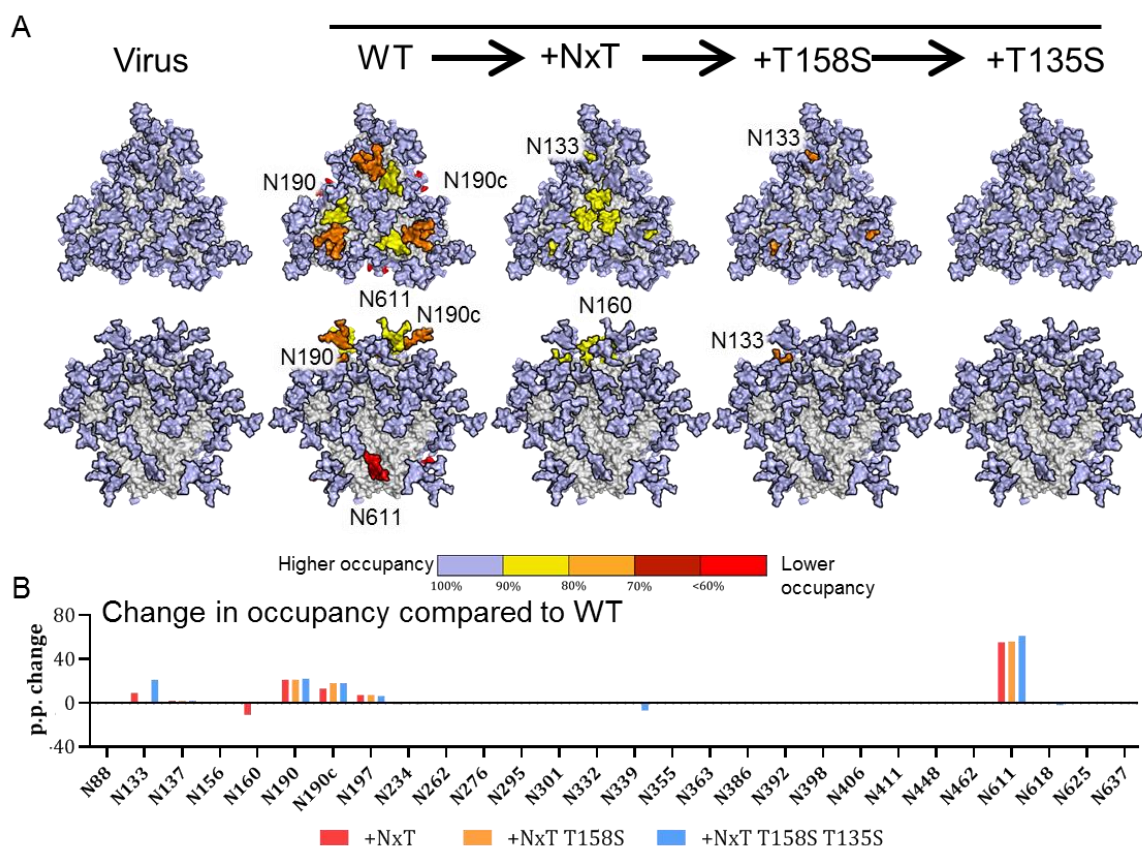 A
Virus
WT
+NxT
+T158S
+T135S
N190
N190c
N133
N133
N611
N190c
N190
N160
N133
N611
Higher occupancy
Lower occupancy
100%
90%
80%
70%
<60%
B
Change in occupancy compared to WT
p.p. change
80
40
0
-40
N88
N133
N137
N156
N160
N190
N190c
N197
N234
N262
N276
N295
N301
N332
N339
N355
N363
N386
N392
N398
N406
N411
N448
N462
N611
N618
N625
N637
+NxT
+NxT T158S
+NxT T158S T135S